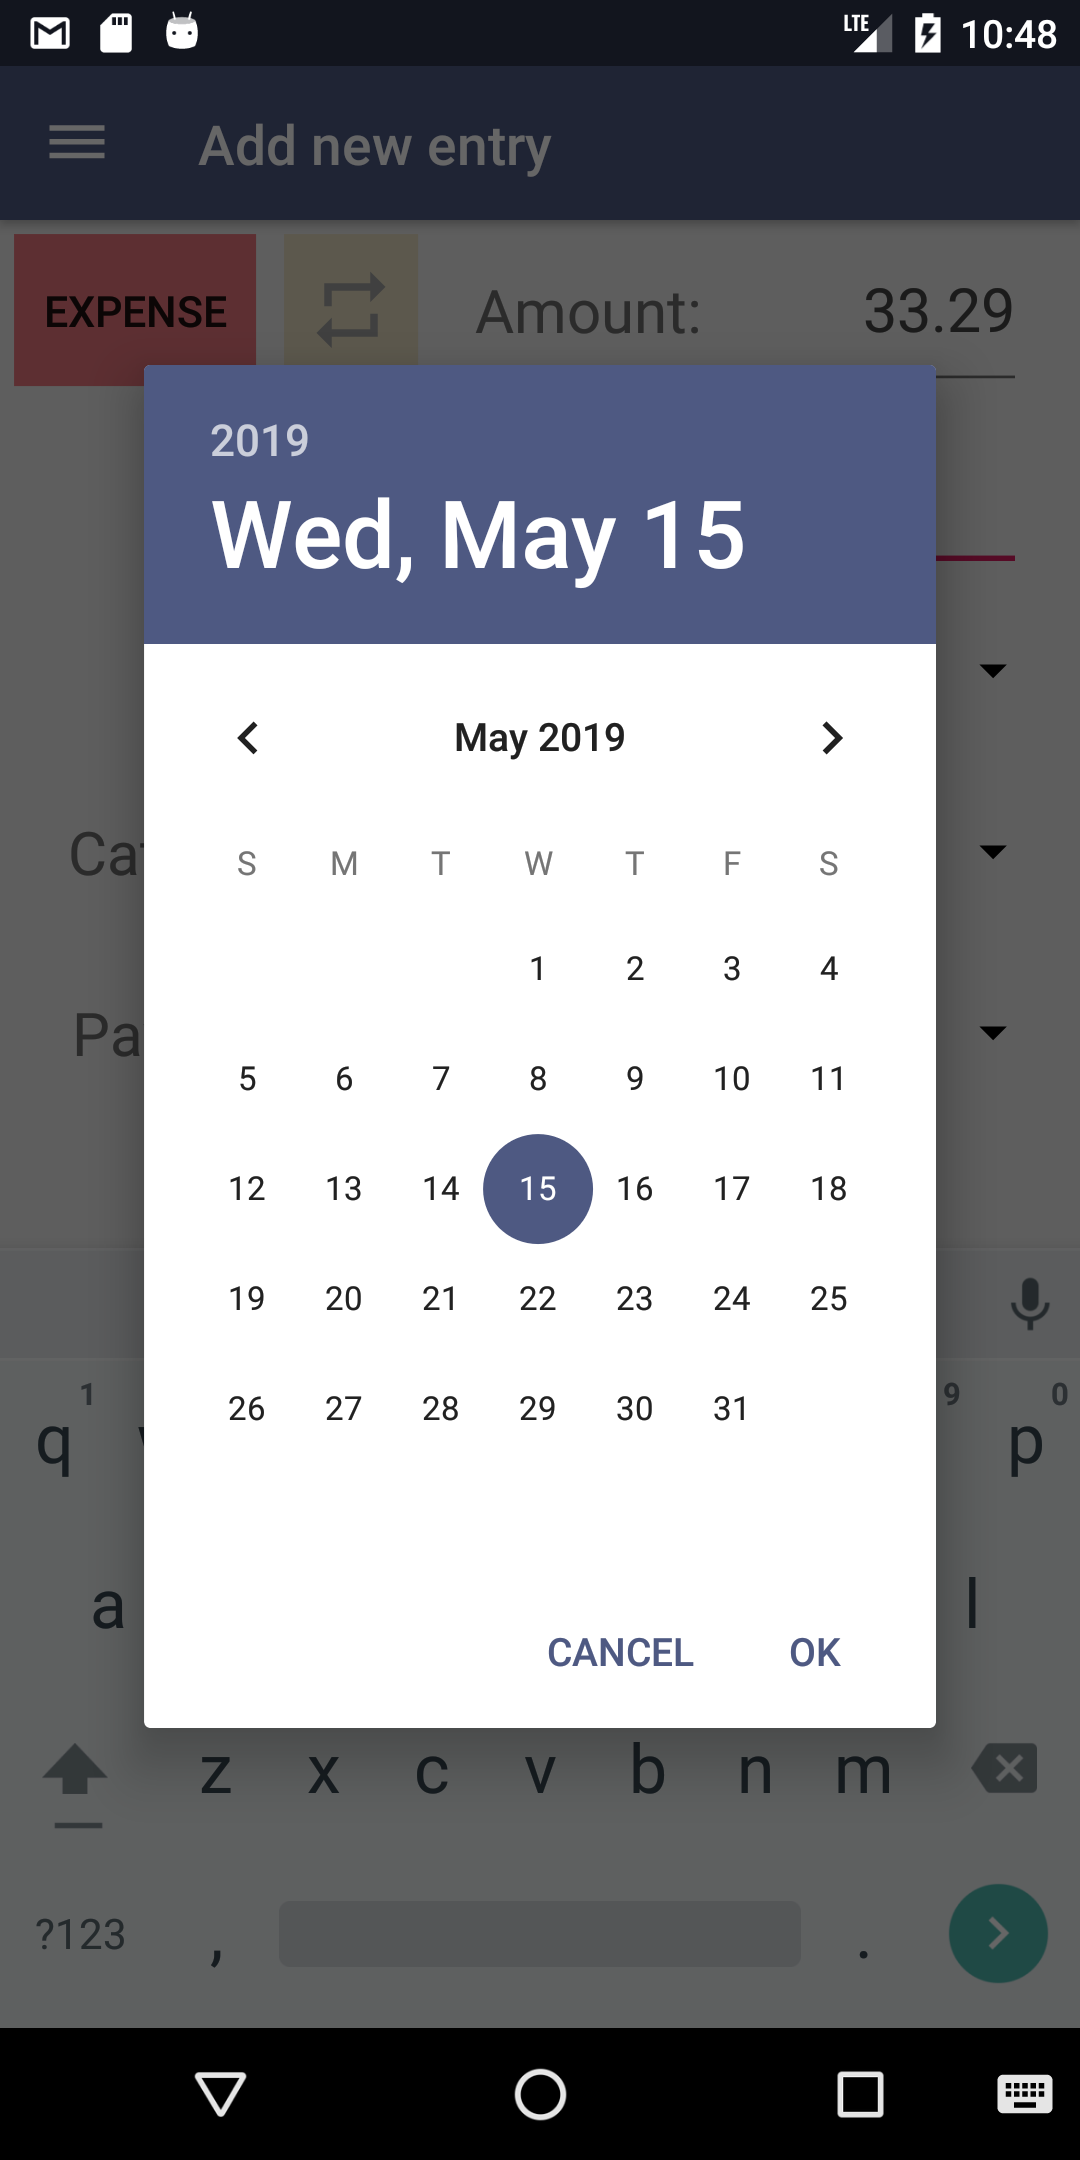 LTE 10:48
Add new entry
EXPENSE Amount: 33.29
2019
Wed, May 15
May 2019
S M T W T F S
1 2 3 4
5 6 7 8 9 10 11
12 13 14 15 16 17 18
19 20 21 22 23 24 25
26 27 28 29 30 31
CANCEL OK
1 9 0
q p
a l
z x c v b n m
?123 , .